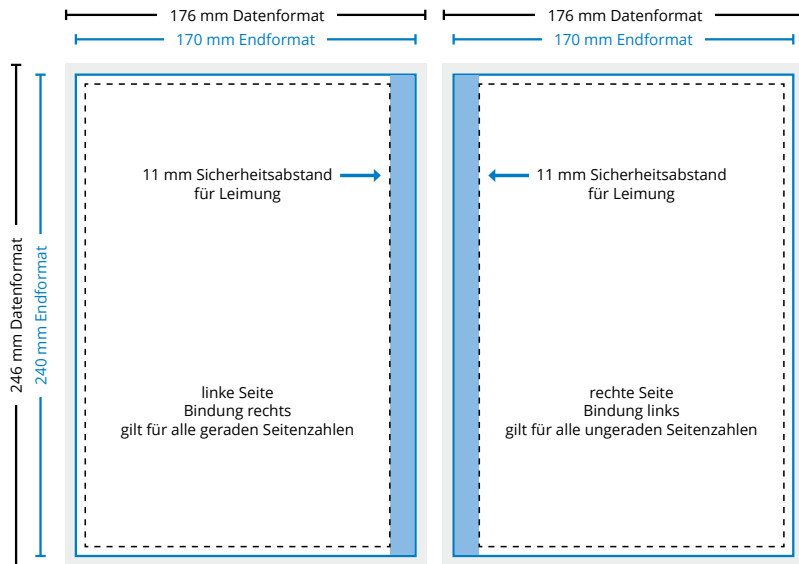 176 mm Datenformat
170 mm Endformat
176 mm Datenformat
170 mm Endformat
246 mm Datenformat
240 mm Endformat
11 mm Sicherheitsabstand
für Leimung
linke Seite
Bindung rechts
gilt für alle geraden Seitenzahlen
11 mm Sicherheitsabstand
für Leimung
rechte Seite
Bindung links
gilt für alle ungeraden Seitenzahlen